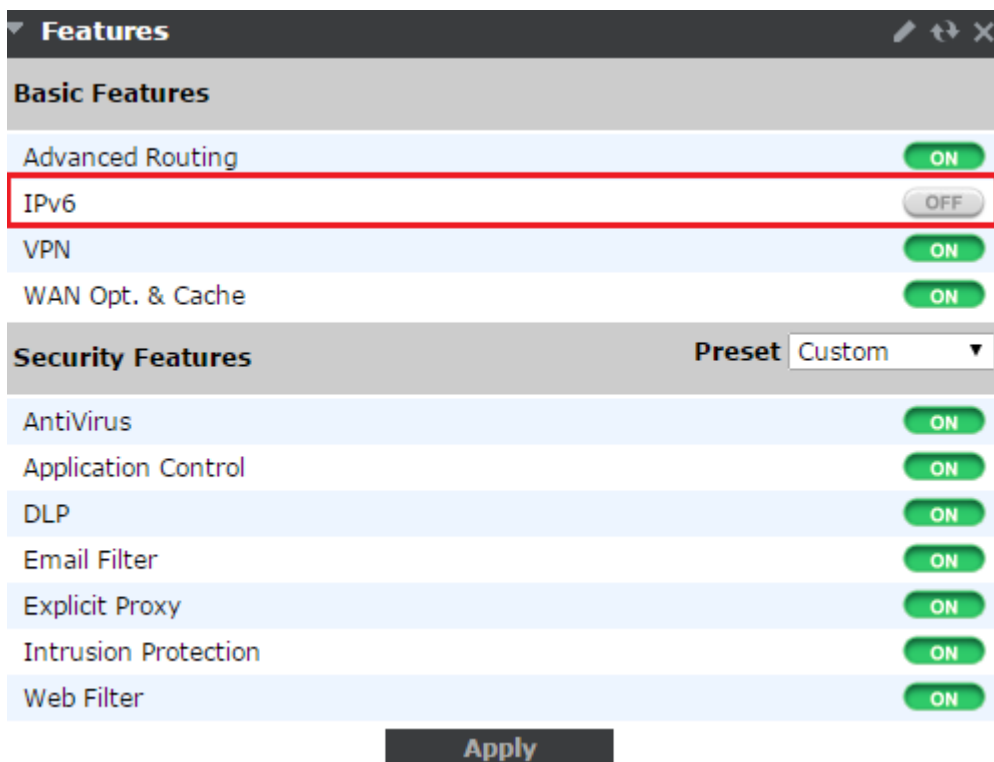 Features
Basic Features
Advanced Routing ON
IPv6 OFF
VPN ON
WAN Opt. & Cache ON
Security Features Preset Custom
AntiVirus ON
Application Control ON
DLP ON
Email Filter ON
Explicit Proxy ON
Intrusion Protection ON
Web Filter ON
Apply